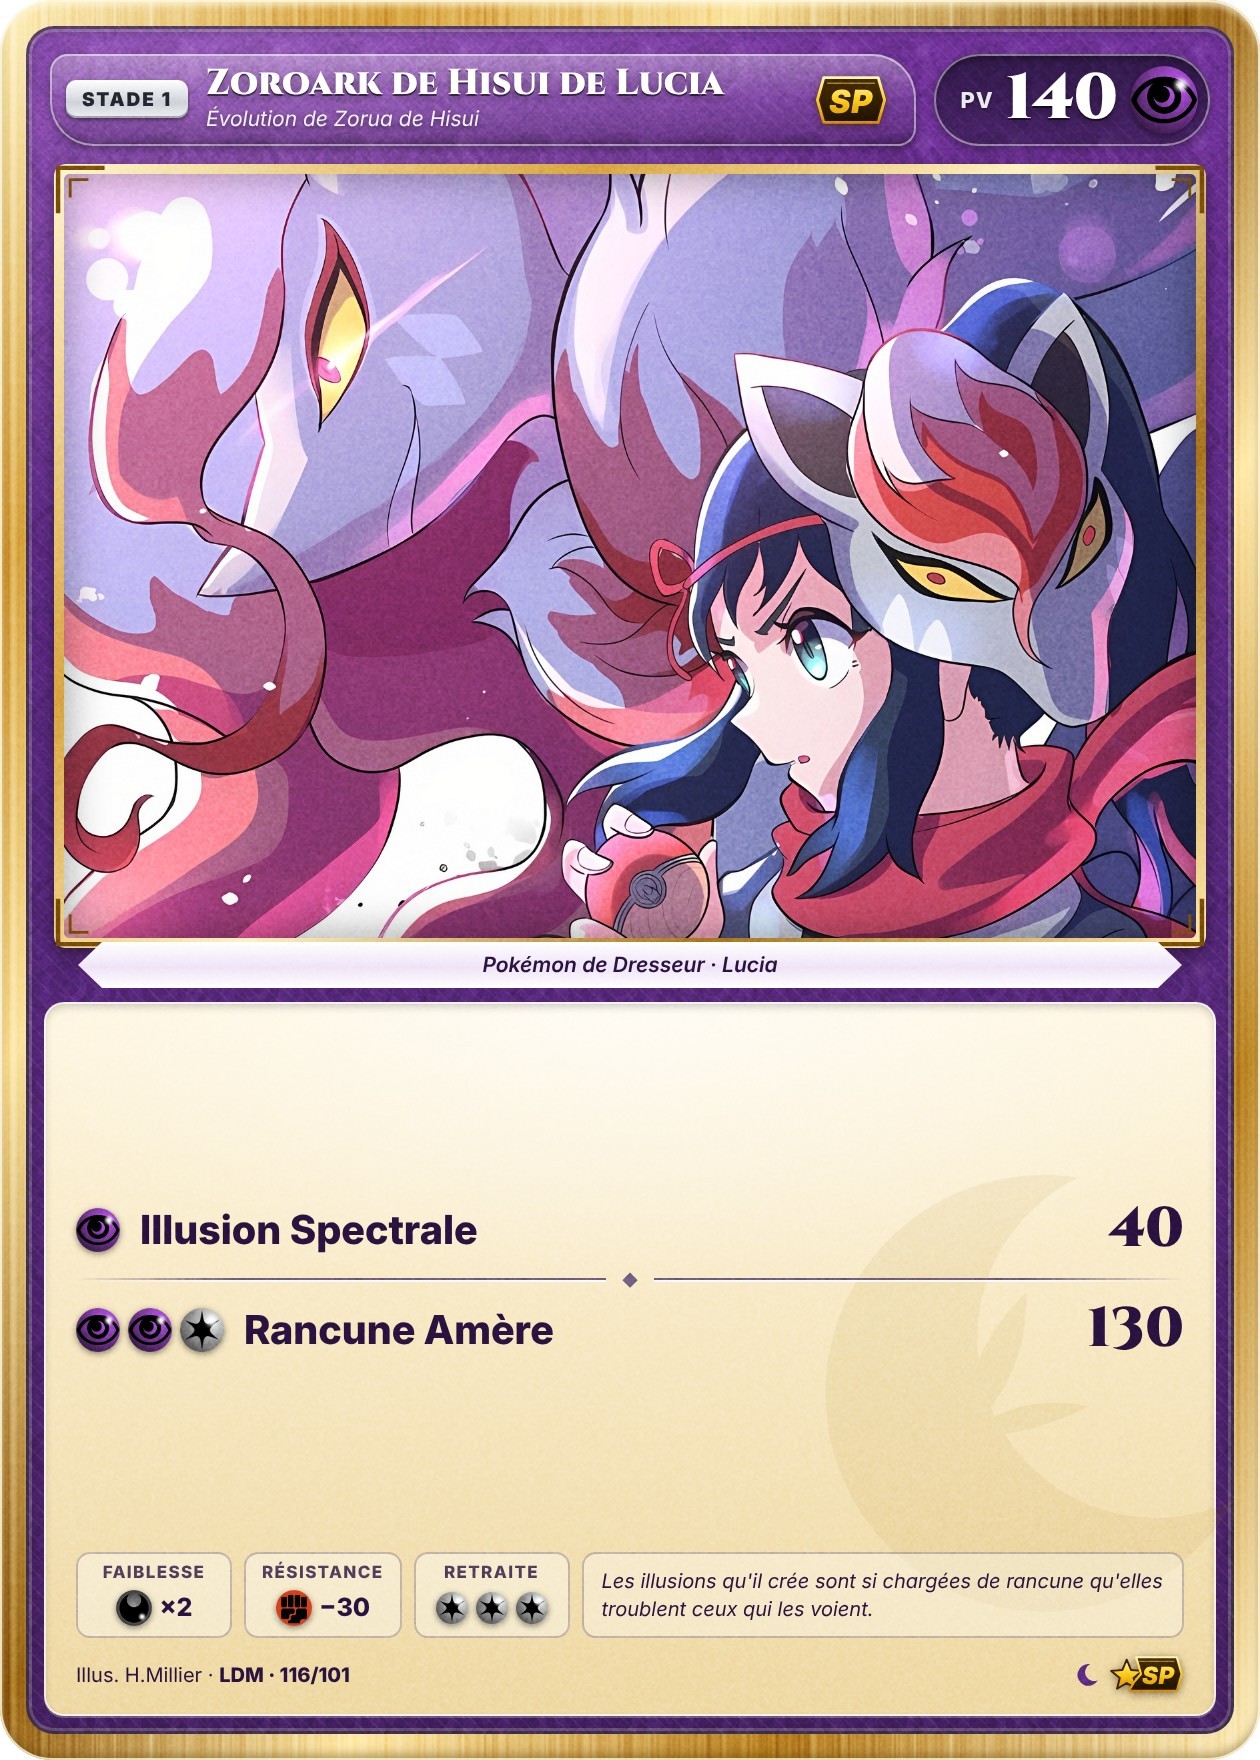 STADE 1
Zoroark de Hisui de Lucia
Évolution de Zorua de Hisui
SP
PV 140
Pokémon de Dresseur · Lucia
Illusion Spectrale 40
Rancune Amère 130
FAIBLESSE
×2
RÉSISTANCE
−30
RETRAITE
Les illusions qu'il crée sont si chargées de rancune qu'elles
troublent ceux qui les voient.
Illus. H.Millier · LDM · 116/101
SP